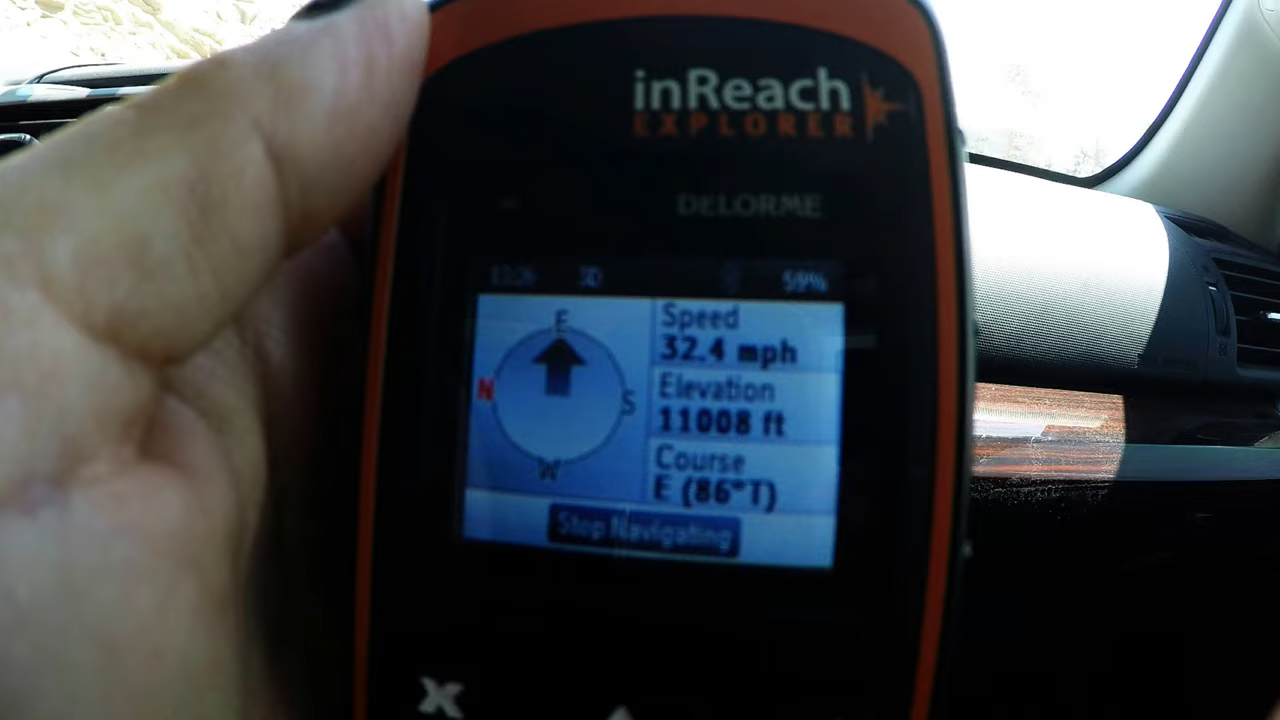 inReach
EXPLORER
DELORME
3D
59%
E
N
S
W
Speed
32.4 mph
Elevation
11008 ft
Course
E (86°T)
Stop Navigating
X